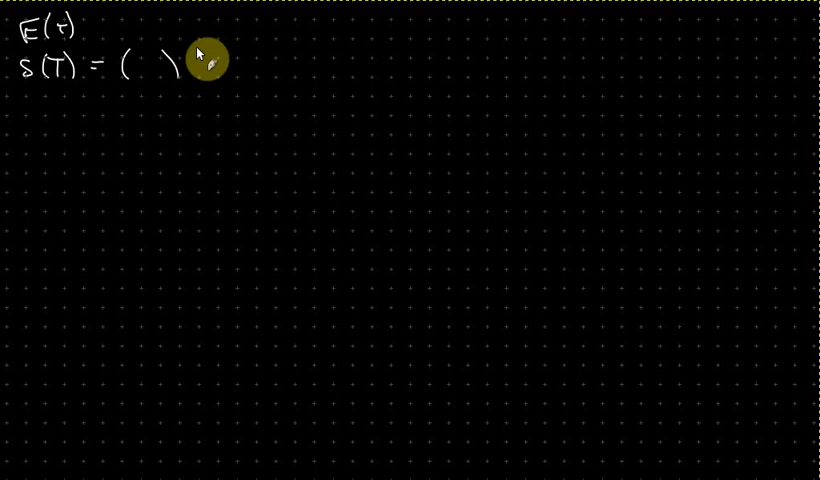 E(t)
S(T) = ( )